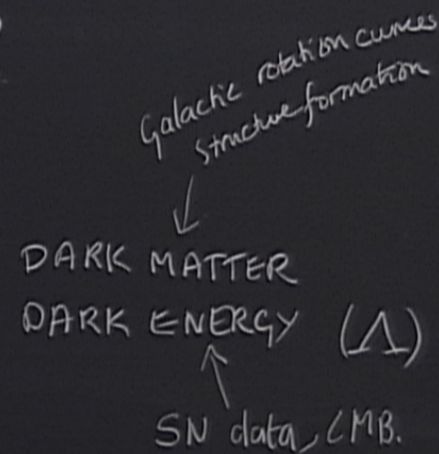 Galactic rotation curves
structure formation
DARK MATTER
DARK ENERGY (Λ)
SN data, CMB.